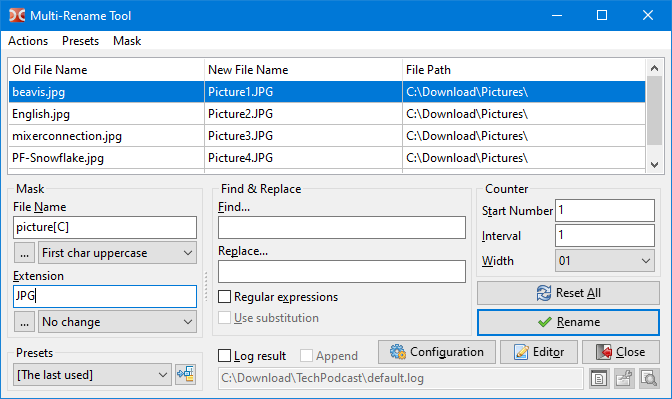 Multi-Rename Tool
Actions Presets Mask
Old File Name New File Name File Path
beavis.jpg Picture1.JPG C:\Download\Pictures\
English.jpg Picture2.JPG C:\Download\Pictures\
mixerconnection.jpg Picture3.JPG C:\Download\Pictures\
PF-Snowflake.jpg Picture4.JPG C:\Download\Pictures\
Mask
File Name
picture[C]
... First char uppercase
Extension
JPG
... No change
Presets
[The last used]
Find & Replace
Find...
Replace...
Regular expressions
Use substitution
Counter
Start Number 1
Interval 1
Width 01
Reset All
Rename
Log result Append Configuration Editor Close
C:\Download\TechPodcast\default.log